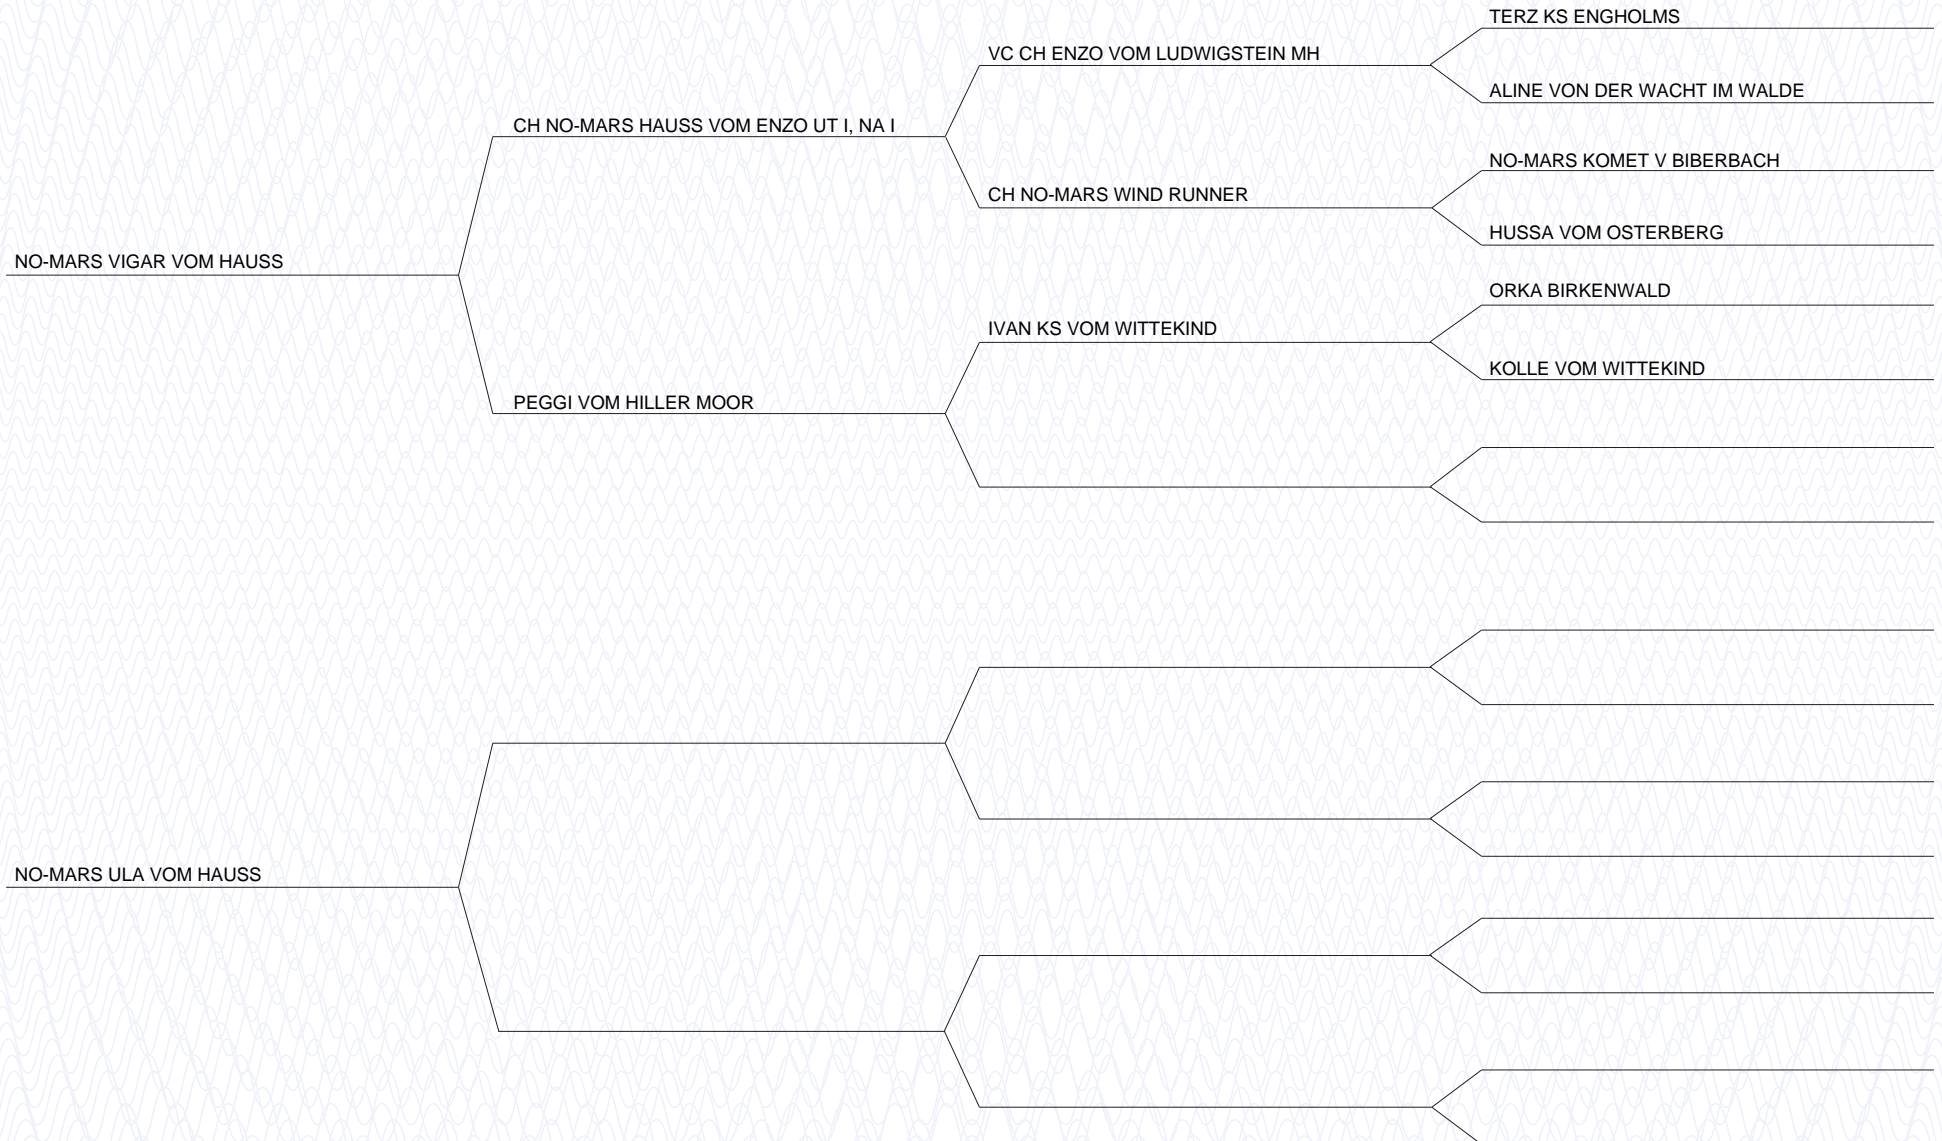 TERZ KS ENGHOLMS
VC CH ENZO VOM LUDWIGSTEIN MH
ALINE VON DER WACHT IM WALDE
CH NO-MARS HAUSS VOM ENZO UT I, NA I
NO-MARS KOMET V BIBERBACH
CH NO-MARS WIND RUNNER
HUSSA VOM OSTERBERG
NO-MARS VIGAR VOM HAUSS
ORKA BIRKENWALD
IVAN KS VOM WITTEKIND
KOLLE VOM WITTEKIND
PEGGI VOM HILLER MOOR
NO-MARS ULA VOM HAUSS